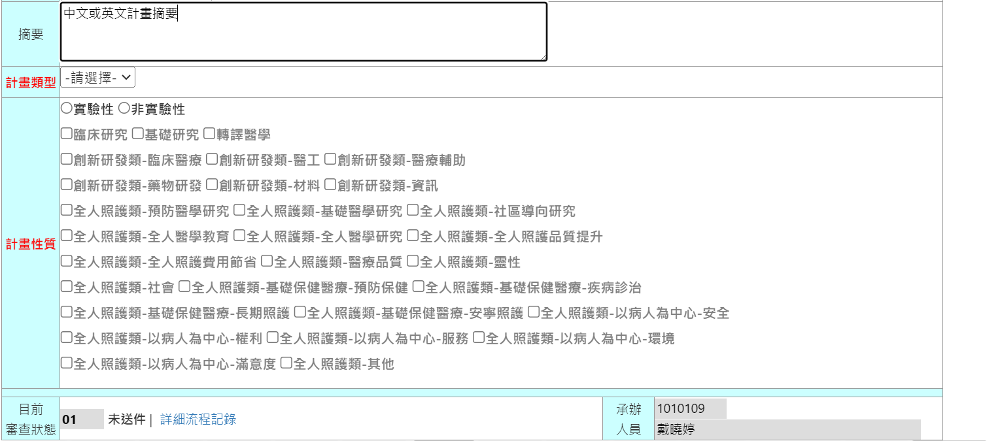 摘要
中文或英文計畫摘要
計畫類型
-請選擇-
計畫性質
實驗性 非實驗性
臨床研究 基礎研究 轉譯醫學
創新研發類-臨床醫療 創新研發類-醫工 創新研發類-醫療輔助
創新研發類-藥物研發 創新研發類-材料 創新研發類-資訊
全人照護類-預防醫學研究 全人照護類-基礎醫學研究 全人照護類-社區導向研究
全人照護類-全人醫學教育 全人照護類-全人醫學研究 全人照護類-全人照護品質提升
全人照護類-全人照護費用節省 全人照護類-醫療品質 全人照護類-靈性
全人照護類-社會 全人照護類-基礎保健醫療-預防保健 全人照護類-基礎保健醫療-疾病診治
全人照護類-基礎保健醫療-長期照護 全人照護類-基礎保健醫療-安寧照護 全人照護類-以病人為中心-安全
全人照護類-以病人為中心-權利 全人照護類-以病人為中心-服務 全人照護類-以病人為中心-環境
全人照護類-以病人為中心-滿意度 全人照護類-其他
目前
審查狀態
01 未送件 | 詳細流程記錄
承辦
人員
1010109
戴曉婷